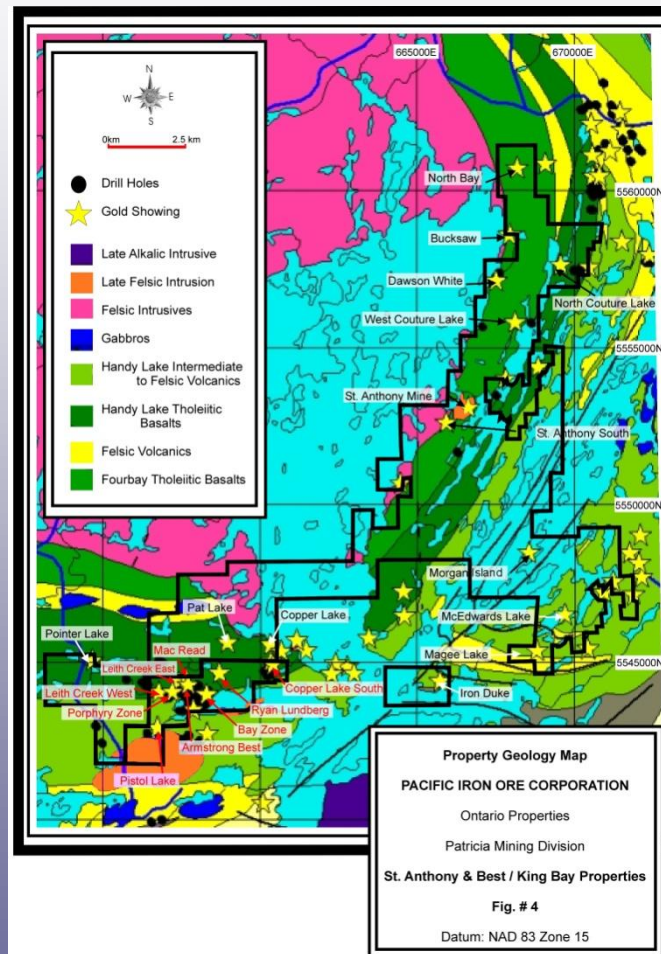 N
W E
S
0km 2.5 km
Drill Holes
Gold Showing
Late Alkalic Intrusive
Late Felsic Intrusion
Felsic Intrusives
Gabbros
Handy Lake Intermediate
to Felsic Volcanics
Handy Lake Tholeiitic
Basalts
Felsic Volcanics
Fourbay Tholeiitic Basalts
665000E
670000E
North Bay
5560000N
Bucksaw
Dawson White
North Couture Lake
West Couture Lake
5555000N
St. Anthony Mine
St. Anthony South
5550000N
Morgan Island
Pat Lake
Copper Lake
McEdwards Lake
Pointer Lake
Mac Read
Magee Lake
5545000N
Leith Creek East
Leith Creek West
Copper Lake South
Iron Duke
Porphyry Zone
Ryan Lundberg
Bay Zone
Armstrong Best
Pistol Lake
Property Geology Map
PACIFIC IRON ORE CORPORATION
Ontario Properties
Patricia Mining Division
St. Anthony & Best / King Bay Properties
Fig. # 4
Datum: NAD 83 Zone 15